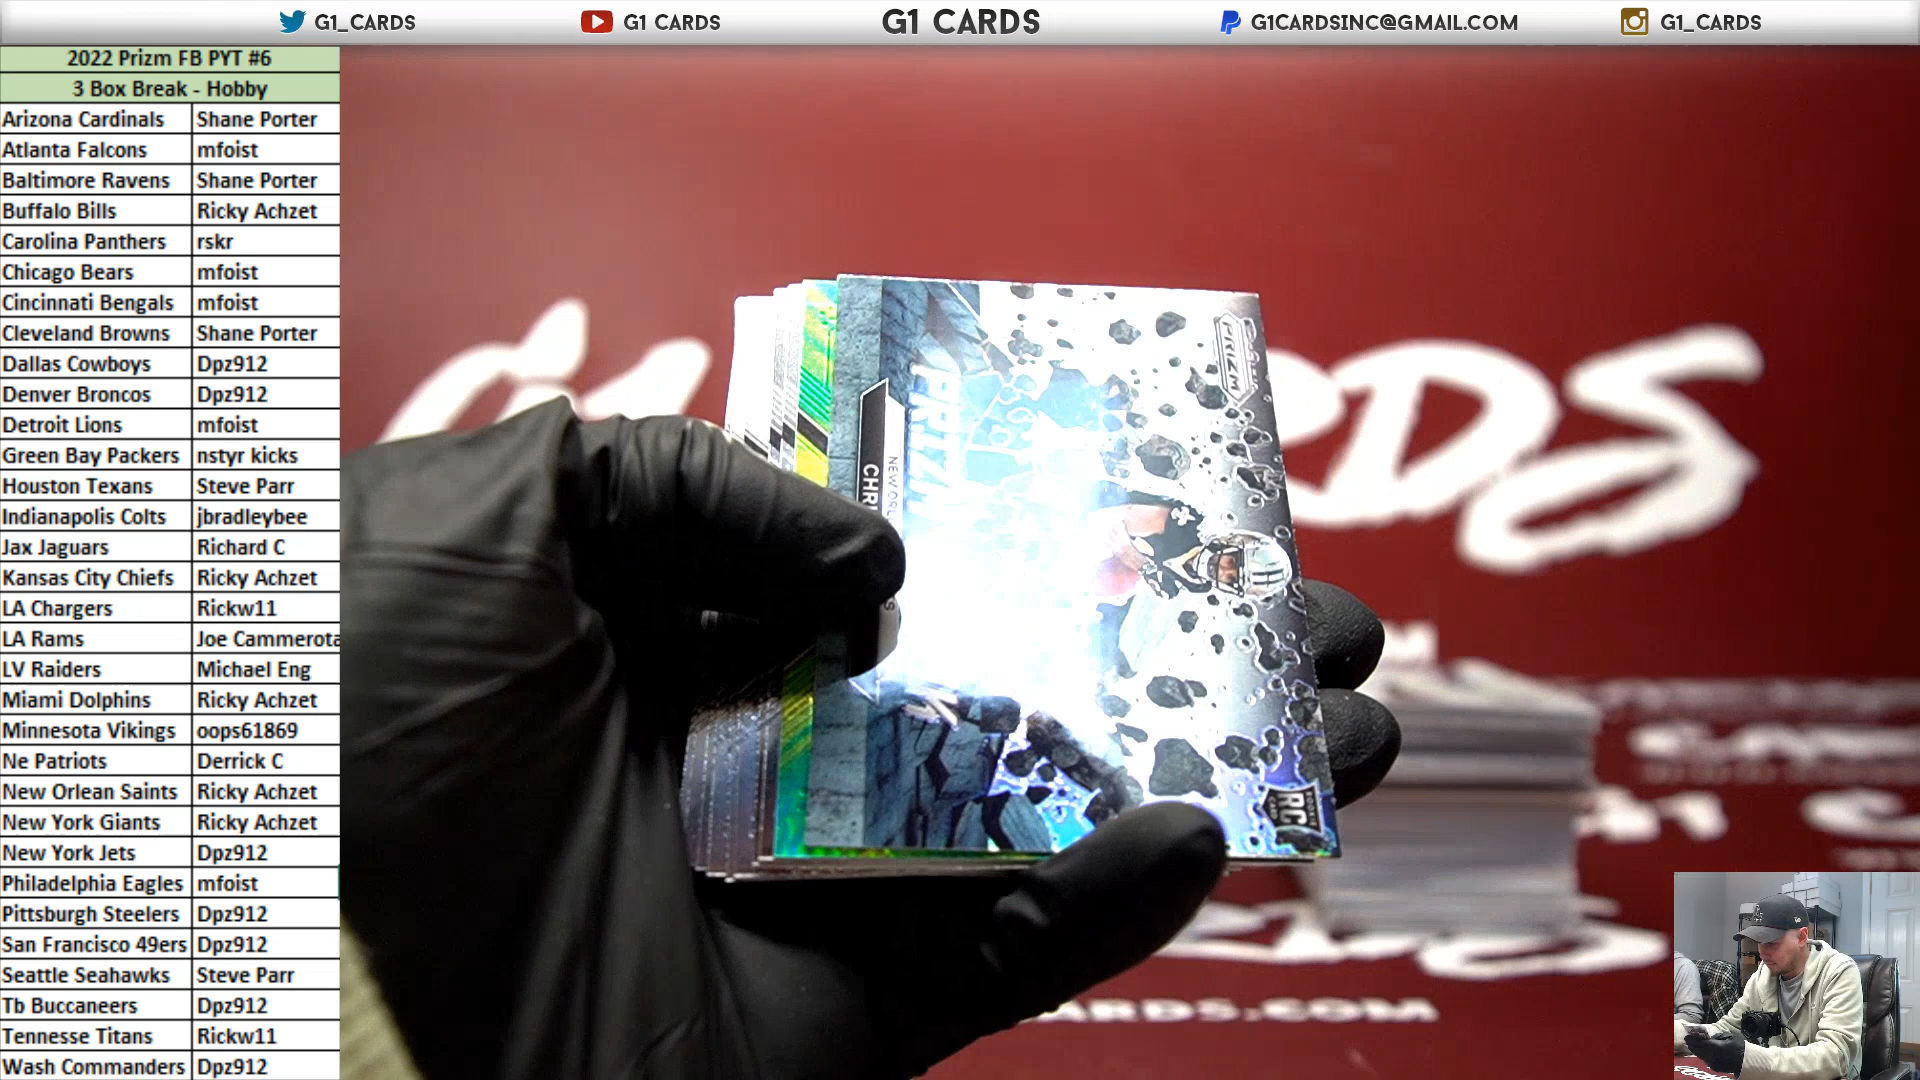 G1_CARDS G1 CARDS G1 CARDS G1CARDSINC@GMAIL.COM G1_CARDS
2022 Prizm FB PYT #6
3 Box Break - Hobby
Arizona Cardinals Shane Porter
Atlanta Falcons mfoist
Baltimore Ravens Shane Porter
Buffalo Bills Ricky Achzet
Carolina Panthers rskr
Chicago Bears mfoist
Cincinnati Bengals mfoist
Cleveland Browns Shane Porter
Dallas Cowboys Dpz912
Denver Broncos Dpz912
Detroit Lions mfoist
Green Bay Packers nstyr kicks
Houston Texans Steve Parr
Indianapolis Colts jbradleybee
Jax Jaguars Richard C
Kansas City Chiefs Ricky Achzet
LA Chargers Rickw11
LA Rams Joe Cammerota
LV Raiders Michael Eng
Miami Dolphins Ricky Achzet
Minnesota Vikings oops61869
Ne Patriots Derrick C
New Orlean Saints Ricky Achzet
New York Giants Ricky Achzet
New York Jets Dpz912
Philadelphia Eagles mfoist
Pittsburgh Steelers Dpz912
San Francisco 49ers Dpz912
Seattle Seahawks Steve Parr
Tb Buccaneers Dpz912
Tennesse Titans Rickw11
Wash Commanders Dpz912
PRIZM
PRIZM
NEW ORL
CHR
RC
CARDS.COM